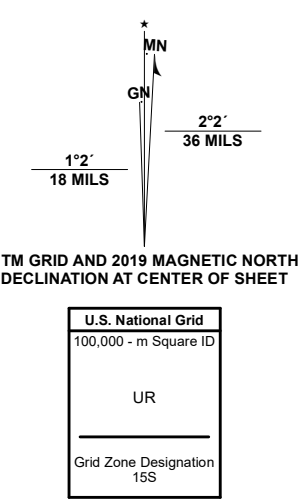 ★
MN
GN
2°2´
36 MILS
1°2´
18 MILS
TM GRID AND 2019 MAGNETIC NORTH
DECLINATION AT CENTER OF SHEET
U.S. National Grid
100,000 - m Square ID
UR
Grid Zone Designation
15S